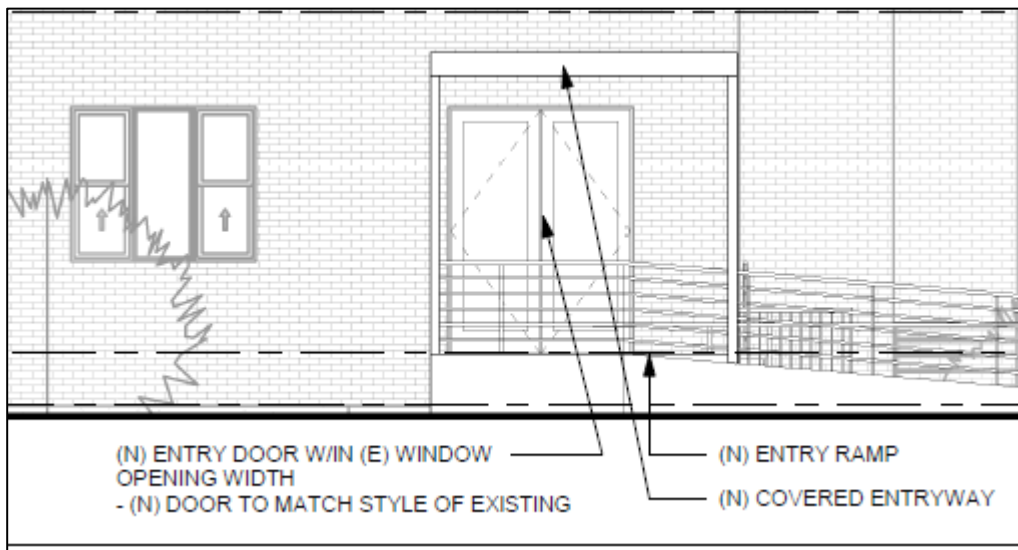 (N) ENTRY DOOR W/IN (E) WINDOW
OPENING WIDTH
- (N) DOOR TO MATCH STYLE OF EXISTING
(N) ENTRY RAMP
(N) COVERED ENTRYWAY